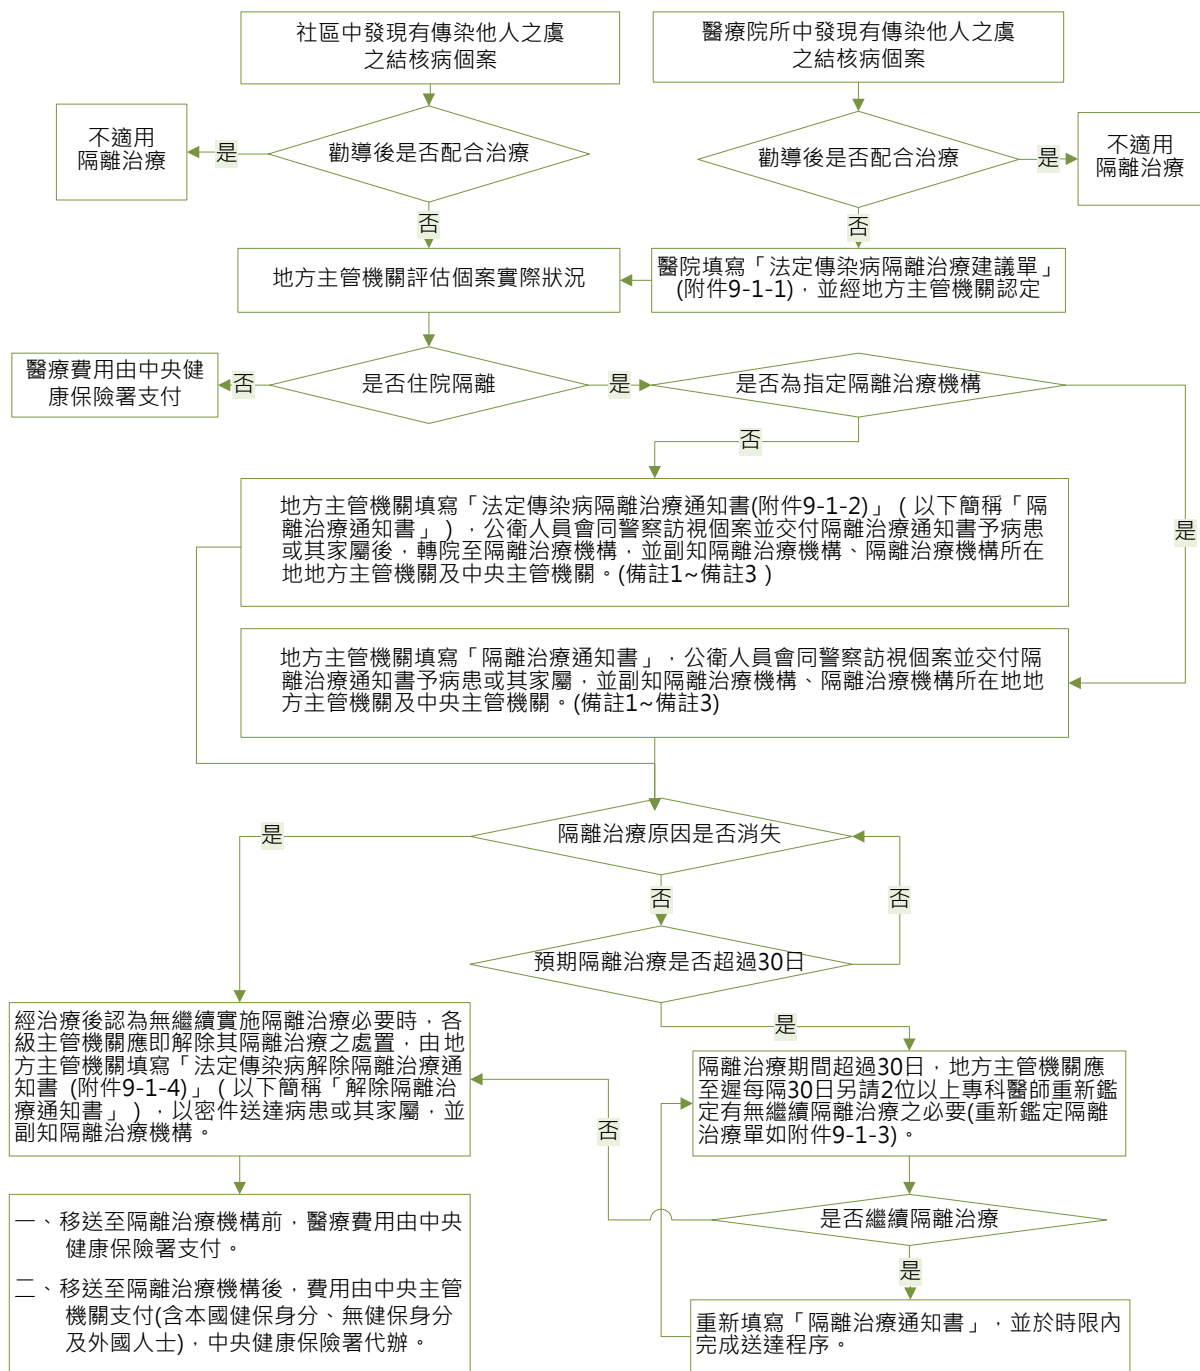 社區中發現有傳染他人之虞
之結核病個案
醫療院所中發現有傳染他人之虞
之結核病個案
不適用
隔離治療
是
勸導後是否配合治療
勸導後是否配合治療
是
不適用
隔離治療
否
否
地方主管機關評估個案實際狀況
醫院填寫「法定傳染病隔離治療建議單」
(附件9-1-1)，並經地方主管機關認定
醫療費用由中央健
康保險署支付
否
是否住院隔離
是
是否為指定隔離治療機構
否
是
地方主管機關填寫「法定傳染病隔離治療通知書(附件9-1-2)」（以下簡稱「隔
離治療通知書」），公衛人員會同警察訪視個案並交付隔離治療通知書予病患
或其家屬後，轉院至隔離治療機構，並副知隔離治療機構、隔離治療機構所在
地地方主管機關及中央主管機關。(備註1~備註3）
地方主管機關填寫「隔離治療通知書」，公衛人員會同警察訪視個案並交付隔
離治療通知書予病患或其家屬，並副知隔離治療機構、隔離治療機構所在地地
方主管機關及中央主管機關。(備註1~備註3)
是
隔離治療原因是否消失
否
否
預期隔離治療是否超過30日
是
經治療後認為無繼續實施隔離治療必要時，各
級主管機關應即解除其隔離治療之處置，由地
方主管機關填寫「法定傳染病解除隔離治療通
知書 (附件9-1-4)」（以下簡稱「解除隔離治
療通知書」），以密件送達病患或其家屬，並
副知隔離治療機構。
隔離治療期間超過30日，地方主管機關應
至遲每隔30日另請2位以上專科醫師重新鑑
定有無繼續隔離治療之必要(重新鑑定隔離
治療單如附件9-1-3)。
否
是否繼續隔離治療
是
一、移送至隔離治療機構前，醫療費用由中央
健康保險署支付。
二、移送至隔離治療機構後，費用由中央主管
機關支付(含本國健保身分、無健保身分
及外國人士)，中央健康保險署代辦。
重新填寫「隔離治療通知書」，並於時限內
完成送達程序。